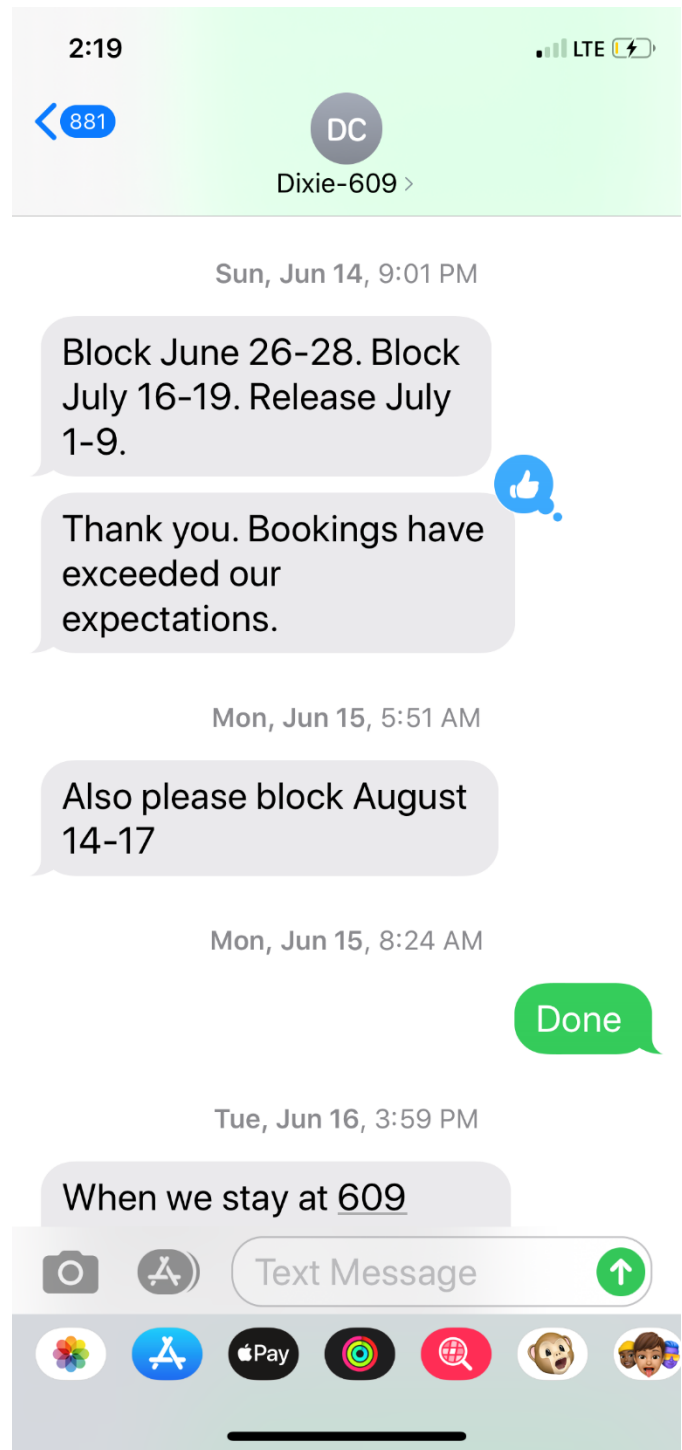 2:19
LTE
881
DC
Dixie-609
Sun, Jun 14, 9:01 PM
Block June 26-28. Block
July 16-19. Release July
1-9.
Thank you. Bookings have
exceeded our
expectations.
Mon, Jun 15, 5:51 AM
Also please block August
14-17
Mon, Jun 15, 8:24 AM
Done
Tue, Jun 16, 3:59 PM
When we stay at 609
Text Message
Pay